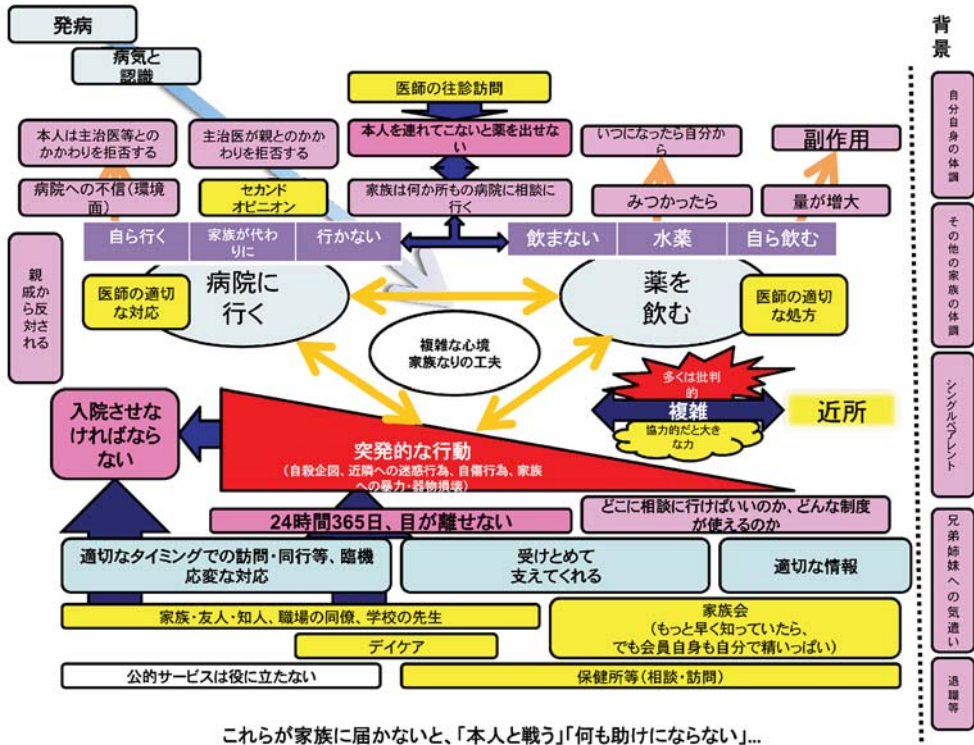 発病
病気と
認識
医師の往診訪問
本人は主治医等との
かかわりを拒否する
主治医が親とのかか
わりを拒否する
本人を連れてこないと薬を出せ
ない
いつになったら自分か
ら
副作用
病院への不信(環境
面)
セカンド
オピニオン
家族は何か所もの病院に相談に
行く
みつかったら
量が増大
自ら行く
家族が代わ
りに
行かない
飲まない
水薬
自ら飲む
親戚から反対される
医師の適切
な対応
病院に
行く
薬を
飲む
医師の適切
な処方
複雑な心境
家族なりの工夫
多くは批判
的
複雑
協力的だと大き
な力
近所
入院させな
ければなら
ない
突発的な行動
(自殺企図、近隣への迷惑行為、自傷行為、家族
への暴力・器物損壊)
24時間365日、目が離せない
どこに相談に行けばいいのか、どんな制度
が使えるのか
適切なタイミングでの訪問・同行等、臨機
応変な対応
受けとめて
支えてくれる
適切な情報
家族・友人・知人、職場の同僚、学校の先生
家族会
(もっと早く知っていたら、
でも会員自身も自分で精いっぱい)
デイケア
公的サービスは役に立たない
保健所等(相談・訪問)
これらが家族に届かないと、「本人と戦う」「何も助けにならない」…
背景
自分自身の体調
その他の家族の体調
シングルペアレント
兄弟姉妹への気遣い
退職等